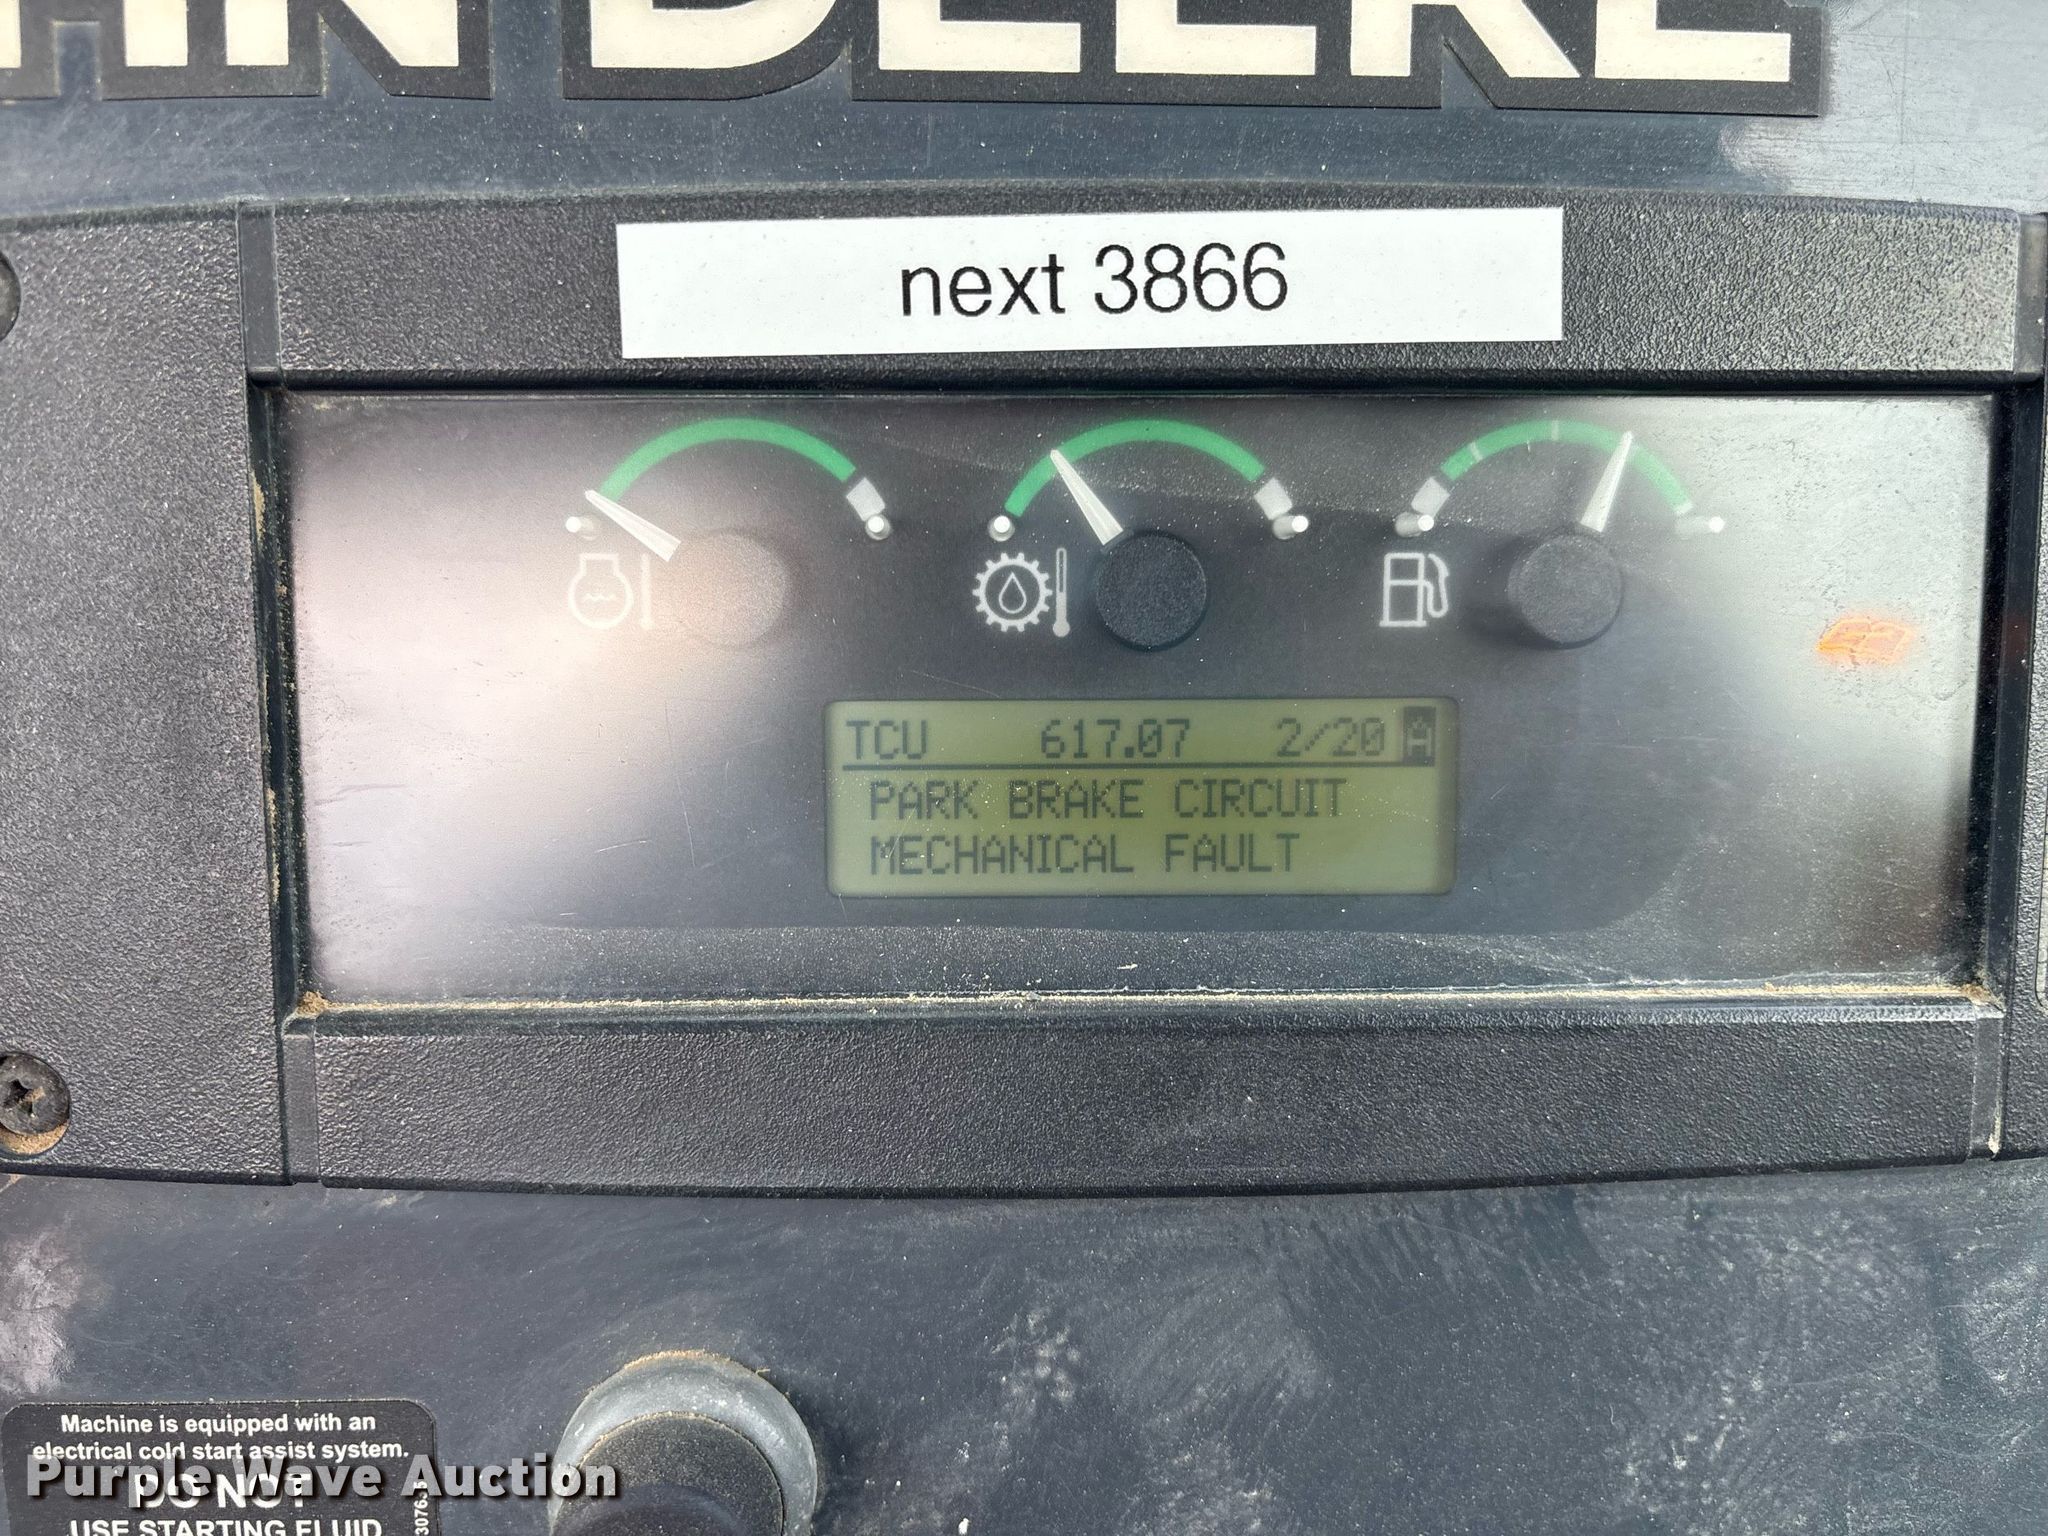 HN DEERE
next 3866
TCU 617.07 2/20 A
PARK BRAKE CIRCUIT
MECHANICAL FAULT
Machine is equipped with an
electrical cold start assist system.
DO NOT
USE STARTING FLUID
Purple Wave Auction